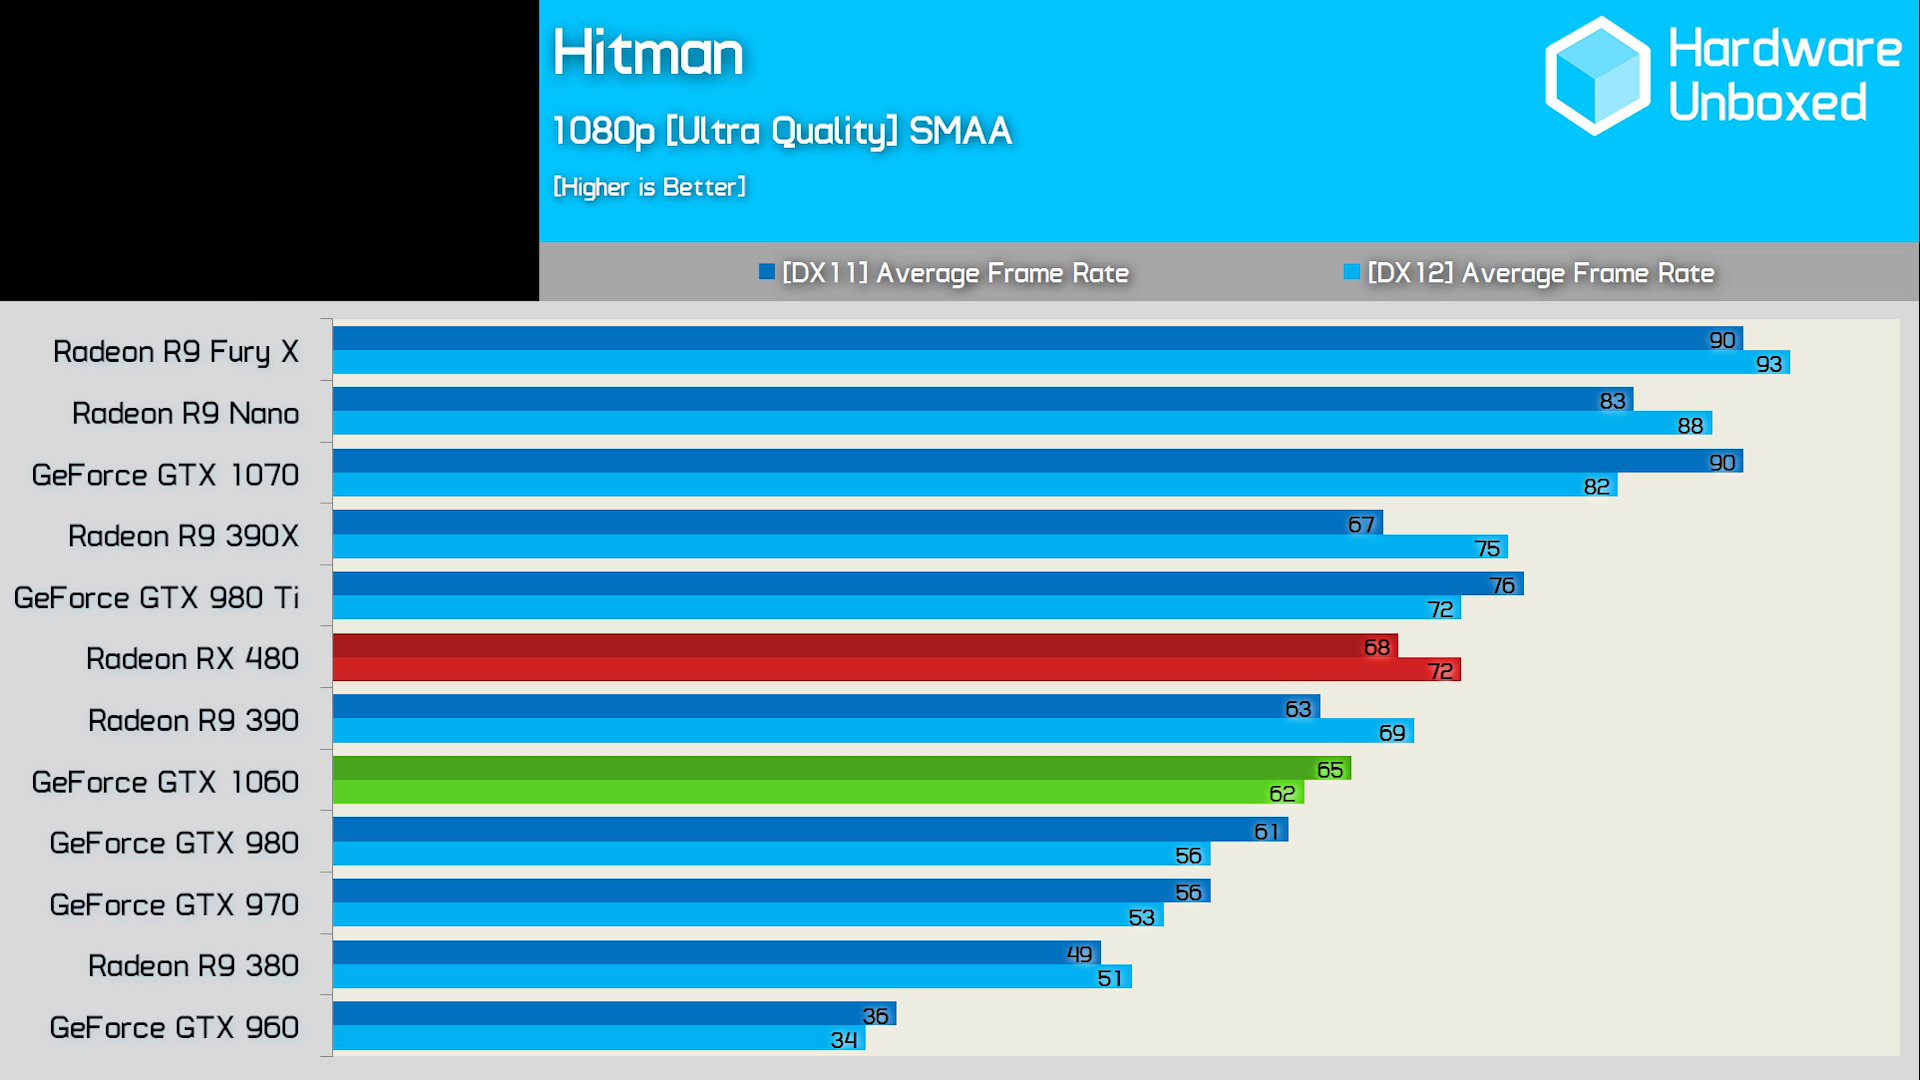 Hitman
1080p [Ultra Quality] SMAA
[Higher is Better]
Hardware
Unboxed
[DX11] Average Frame Rate
[DX12] Average Frame Rate
Radeon R9 Fury X
90
93
Radeon R9 Nano
83
88
GeForce GTX 1070
90
82
Radeon R9 390X
67
75
GeForce GTX 980 Ti
76
72
Radeon RX 480
68
72
Radeon R9 390
63
69
GeForce GTX 1060
65
62
GeForce GTX 980
61
56
GeForce GTX 970
56
53
Radeon R9 380
49
51
GeForce GTX 960
36
34